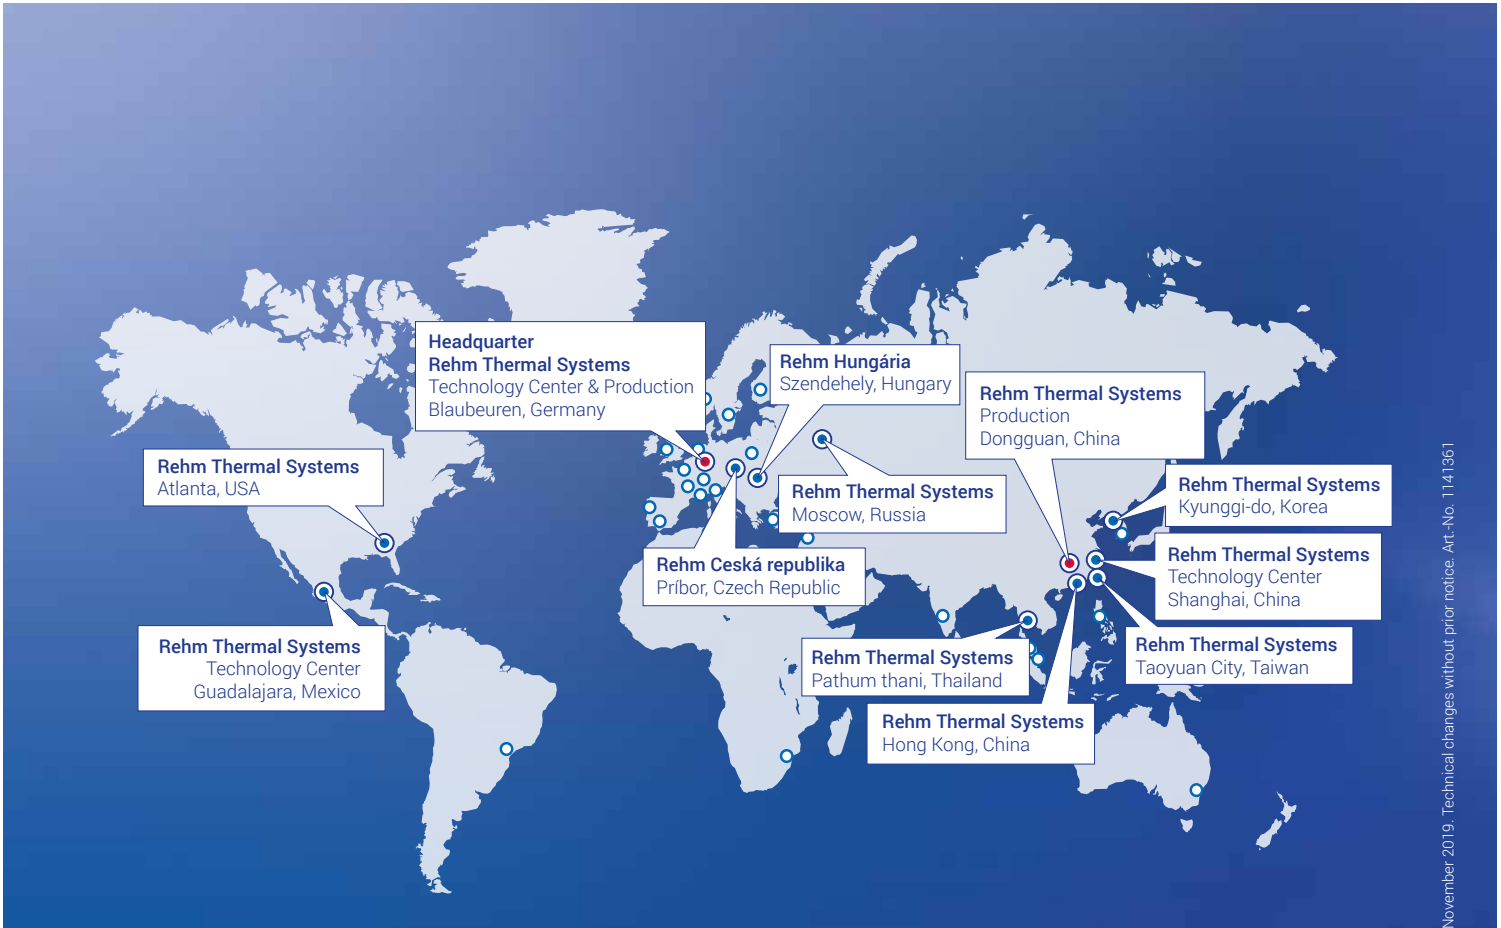 Headquarter
Rehm Thermal Systems
Technology Center & Production
Blaubeuren, Germany
Rehm Hungária
Szendehely, Hungary
Rehm Thermal Systems
Production
Dongguan, China
Rehm Thermal Systems
Atlanta, USA
Rehm Thermal Systems
Moscow, Russia
Rehm Thermal Systems
Kyunggi-do, Korea
Rehm Ceská republika
Príbor, Czech Republic
Rehm Thermal Systems
Technology Center
Shanghai, China
Rehm Thermal Systems
Technology Center
Guadalajara, Mexico
Rehm Thermal Systems
Pathum thani, Thailand
Rehm Thermal Systems
Taoyuan City, Taiwan
Rehm Thermal Systems
Hong Kong, China
November 2019. Technical changes without prior notice. Art.-No. 1141361